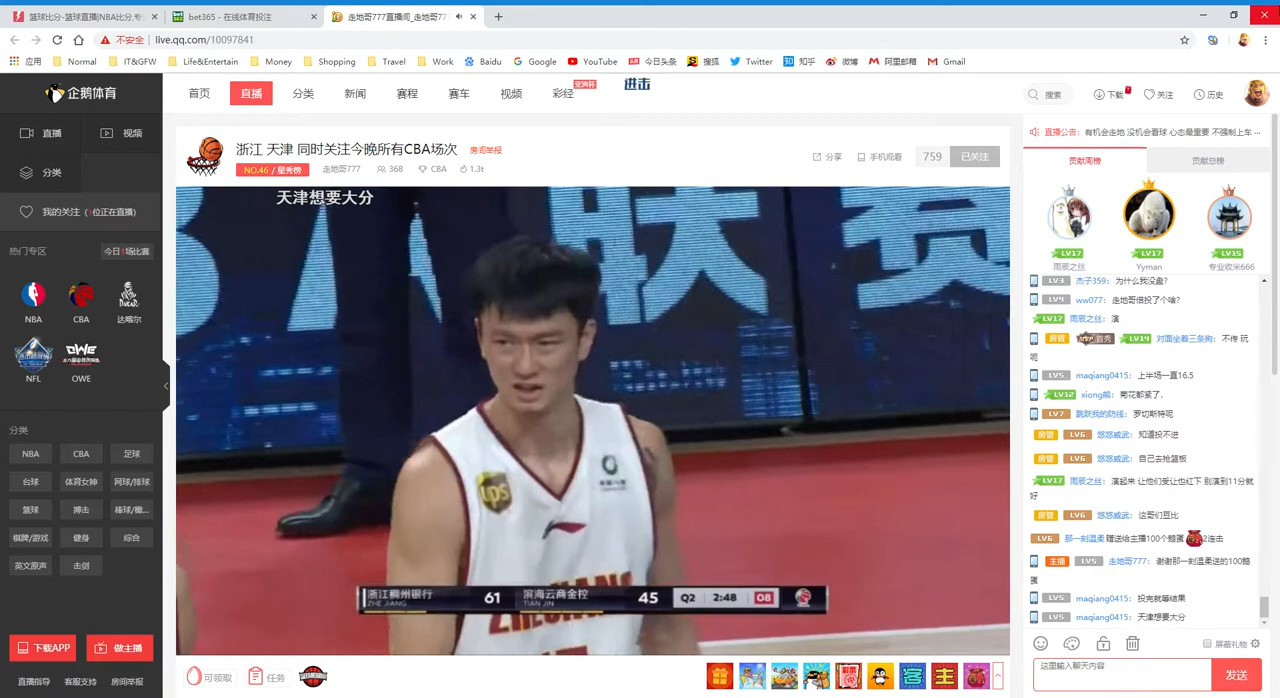 篮球比分-篮球直播|NBA比分,专
bet365 - 在线体育投注
走地哥777直播间_走地哥77
不安全
live.qq.com/10097841
应用 Normal IT&GFW Life&Entertain Money Shopping Travel Work Baidu Google YouTube 今日头条 搜狐 Twitter 知乎 微博 阿里邮箱 Gmail
企鹅体育
首页 直播 分类 新闻 赛程 赛车 视频 彩经 亚洲杯 进击
搜索 下载 关注 历史
直播 视频
分类
我的关注 (1位正在直播)
热门专区 今日1场比赛
NBA CBA 达喀尔
NFL OWE
分类
NBA CBA 足球
台球 体育女神 网球/排球
篮球 搏击 棒球/橄...
棋牌/游戏 健身 综合
英文原声 击剑
下载APP 做主播
直播指导 客服支持 房间举报
浙江 天津 同时关注今晚所有CBA场次 房间举报
NO.46 / 星秀榜 走地哥777 368 CBA 1.3t
分享 手机观看 759 已关注
天津想要大分
联赛
ups
浙江稠州银行 61 滨海云商金控 45 Q2 2:48 08
ZHE JIANG TIAN JIN
ZHEJIANG
可领取 任务
客 主
直播公告: 有机会走地 没机会看球 心态最重要 不强制上车 ...
贡献周榜 贡献总榜
LV17 LV17 LV15
雨辰之丝 Yyman 专业收米666
LV3 杰子359: 为什么我没盘?
LV4 ww077: 走地哥倍投了个啥?
LV17 雨辰之丝: 演
房管 首秀 LV14 对面坐着三条狗: 不传 玩
呢
LV5 maqiang0415: 上半场一直16.5
LV12 xiong熊: 菊花都紧了,
LV7 跳跃我的防线: 罗切斯特呢
房管 LV6 悠悠威武: 知道投不进
房管 LV6 悠悠威武: 自己去抢篮板
LV17 雨辰之丝: 演起来 让他们受让也红下 别演到11分就
好
房管 LV6 悠悠威武: 这哥们豆比
LV6 那一刻温柔 赠送给主播100个鹅蛋 2连击
主播 LV5 走地哥777: 谢谢那一刻温柔送的100鹅
蛋
LV5 maqiang0415: 投完就等结果
LV5 maqiang0415: 天津想要大分
屏蔽礼物
这里输入聊天内容
发送